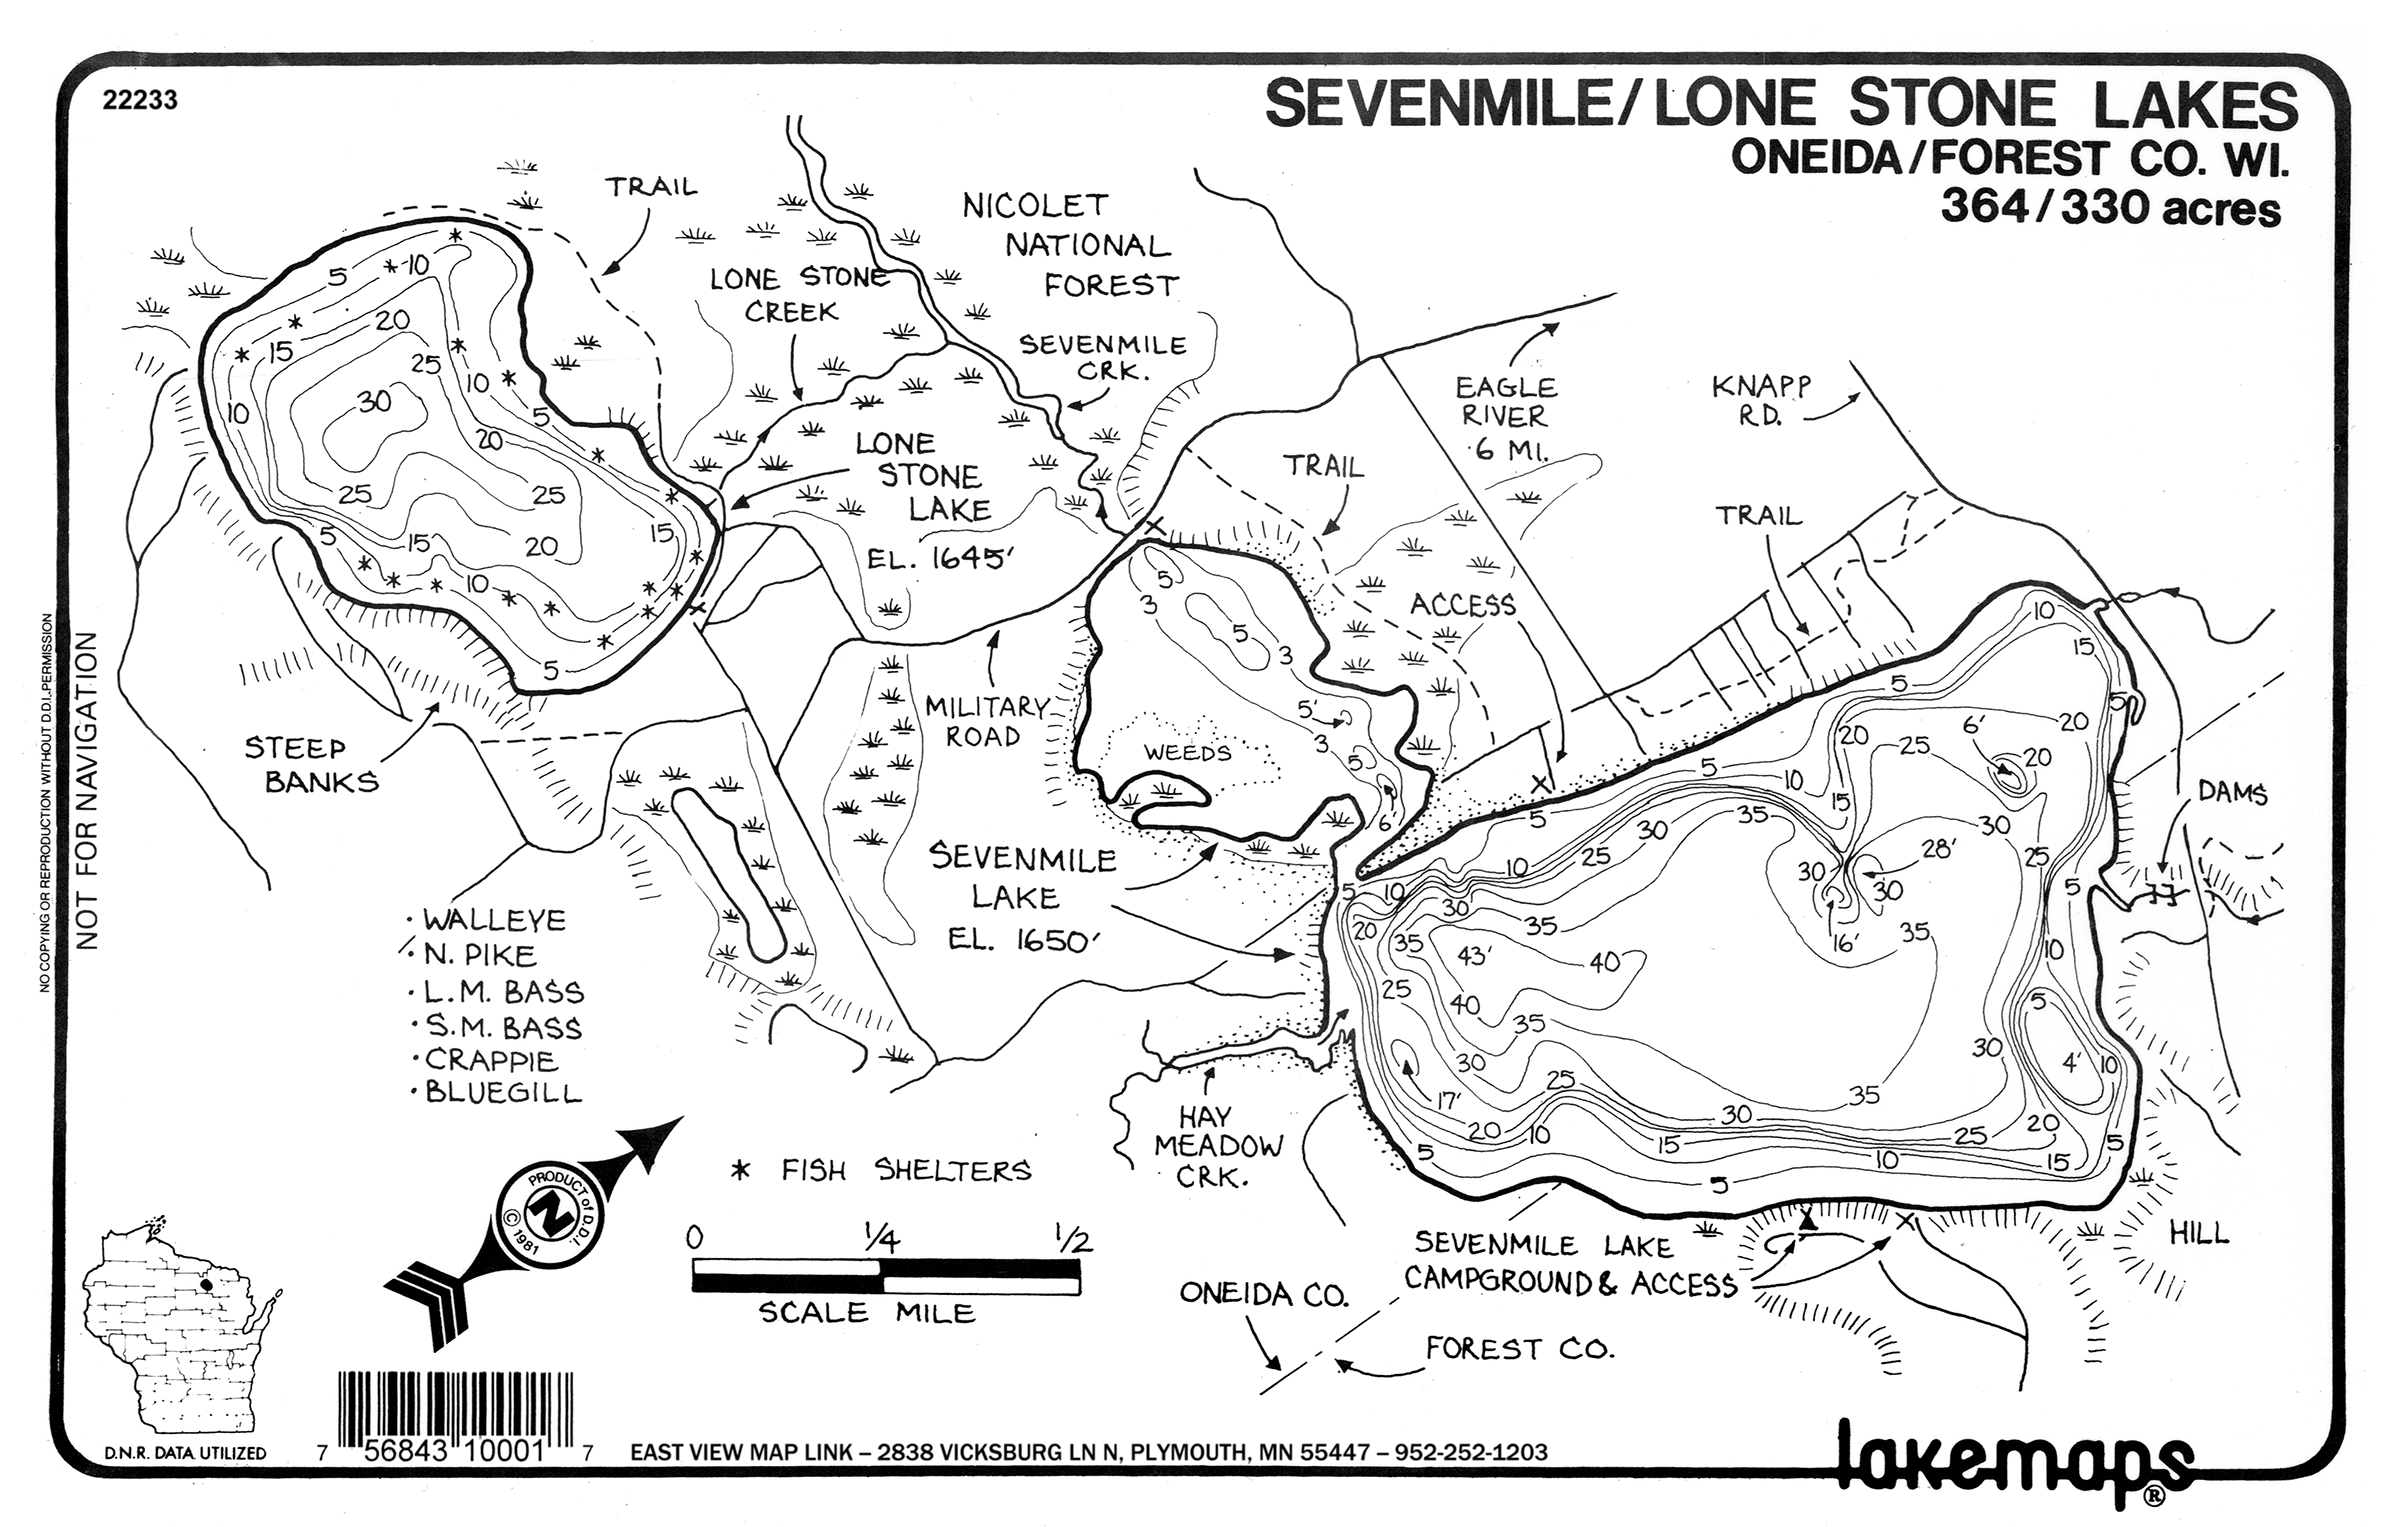 22233
SEVENMILE/LONE STONE LAKES
ONEIDA/FOREST CO. WI.
364/330 acres
TRAIL
NICOLET
NATIONAL
FOREST
LONE STONE
CREEK
SEVENMILE
CRK.
LONE
STONE
LAKE
EL. 1645'
EAGLE
RIVER
6 MI.
KNAPP
RD.
TRAIL
TRAIL
ACCESS
MILITARY
ROAD
WEEDS
STEEP
BANKS
DAMS
SEVENMILE
LAKE
EL. 1650'
5
10
5
20
15
25
10
10
30
5
20
25
25
15
5
15
20
10
5
5
3
5
3
5'
3
5
6'
10
15
5
5
20
25
6'
20
20
5
10
15
35
30
25
10
5
30
28'
30
30
16'
25
5
5
10
20
30
35
35
43'
40
35
10
25
40
35
5
4'
10
30
30
17'
25
35
20
10
30
15
25
20
15
5
10
5
5
· WALLEYE
· N. PIKE
· L.M. BASS
· S.M. BASS
· CRAPPIE
· BLUEGILL
HAY
MEADOW
CRK.
* FISH SHELTERS
PRODUCT of D.D.I.
© 1981
N
0 1/4 1/2
SCALE MILE
SEVENMILE LAKE
CAMPGROUND & ACCESS
HILL
ONEIDA CO.
FOREST CO.
NO COPYING OR REPRODUCTION WITHOUT D.D.I. PERMISSION
NOT FOR NAVIGATION
D.N.R. DATA UTILIZED
7 56843 10001 7
EAST VIEW MAP LINK – 2838 VICKSBURG LN N, PLYMOUTH, MN 55447 – 952-252-1203
lakemaps®